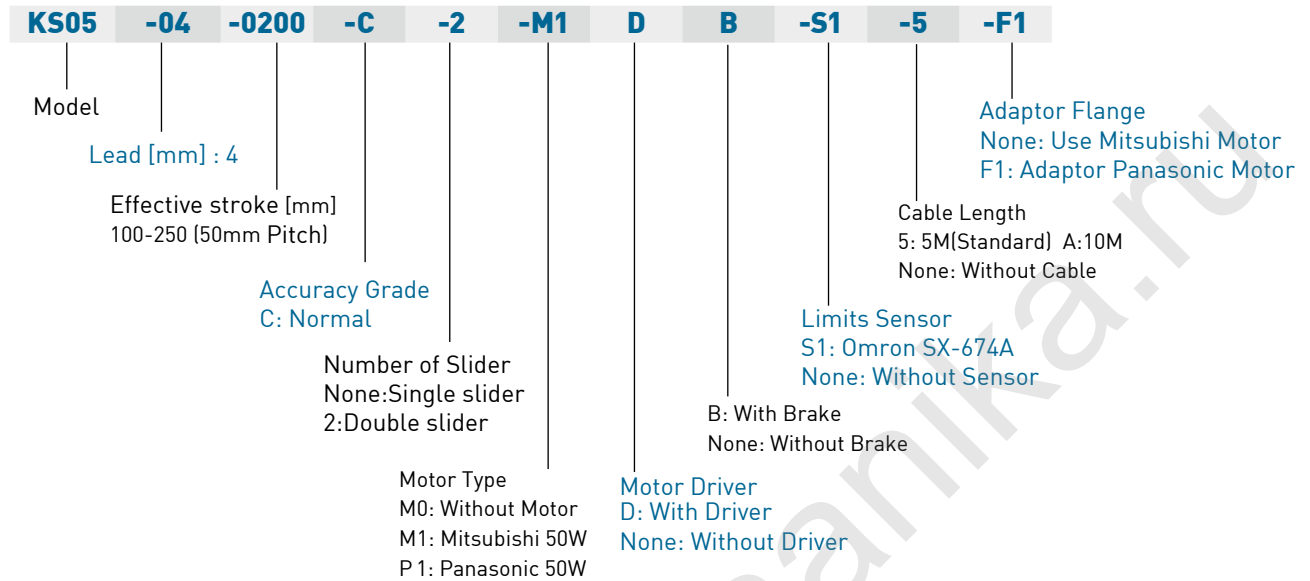 KS05 -04 -0200 -C -2 -M1 D B -S1 -5 -F1
Model
Lead [mm] : 4
Effective stroke [mm]
100-250 (50mm Pitch)
Accuracy Grade
C: Normal
Number of Slider
None:Single slider
2:Double slider
Motor Type
M0: Without Motor
M1: Mitsubishi 50W
P 1: Panasonic 50W
Motor Driver
D: With Driver
None: Without Driver
B: With Brake
None: Without Brake
Limits Sensor
S1: Omron SX-674A
None: Without Sensor
Cable Length
5: 5M(Standard) A:10M
None: Without Cable
Adaptor Flange
None: Use Mitsubishi Motor
F1: Adaptor Panasonic Motor
anika.ru